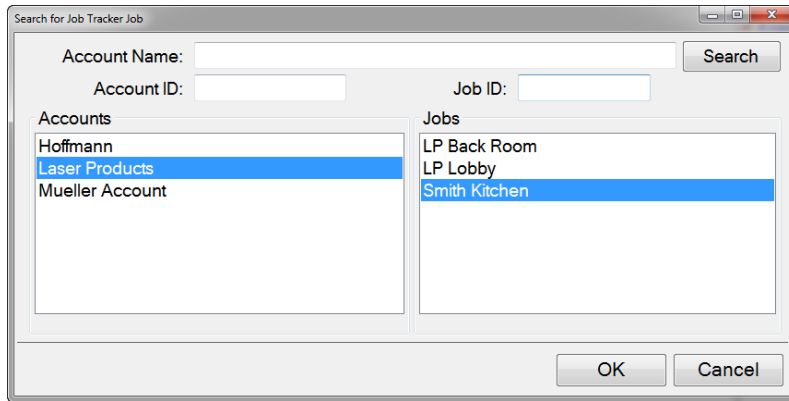 Search for Job Tracker Job
Account Name:
Search
Account ID:
Job ID:
Accounts
Hoffmann
Laser Products
Mueller Account
Jobs
LP Back Room
LP Lobby
Smith Kitchen
OK
Cancel